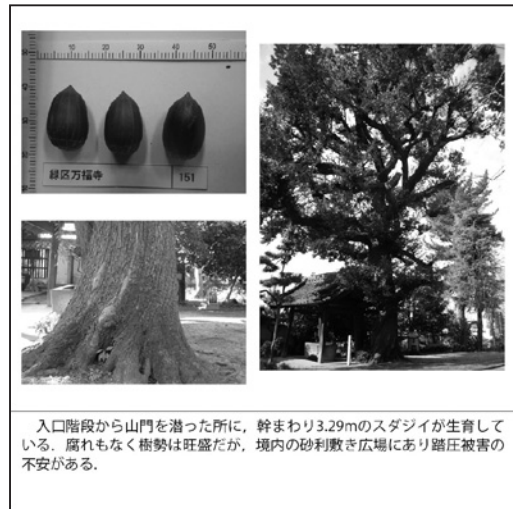 10 20 30 40 50
緑区万福寺 151
入口階段から山門を潜った所に，幹まわり3.29mのスダジイが生育して
いる．腐れもなく樹勢は旺盛だが，境内の砂利敷き広場にあり踏圧被害の
不安がある．